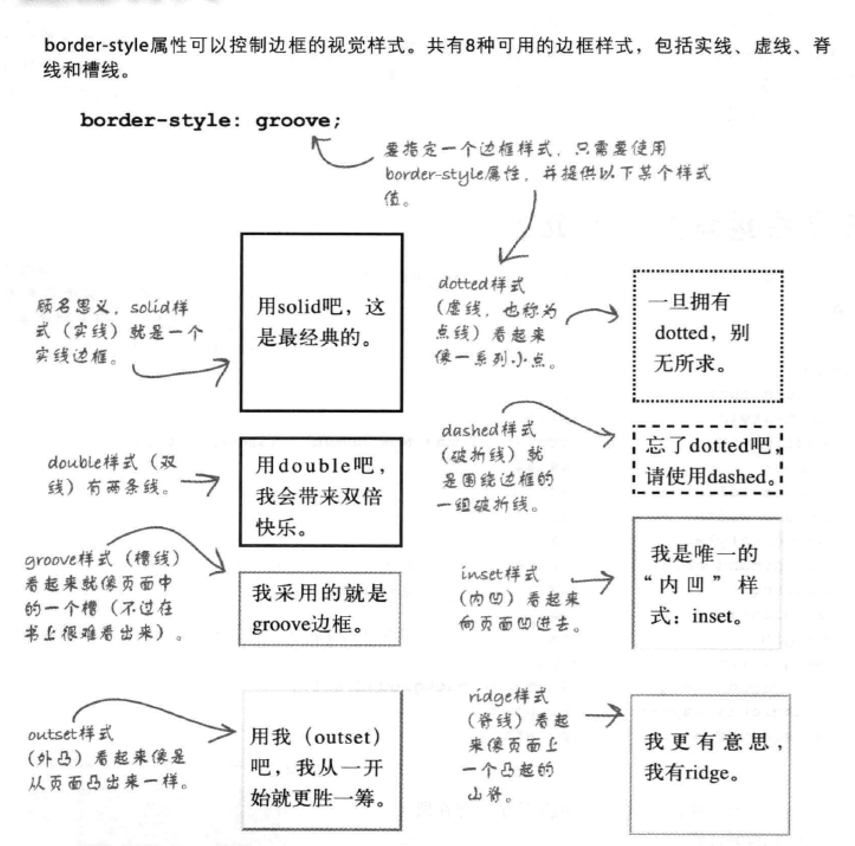 border-style属性可以控制边框的视觉样式。共有8种可用的边框样式，包括实线、虚线、脊
线和槽线。
border-style: groove;
要指定一个边框样式，只需要使用
border-style属性，并提供以下某个样式
值。
顾名思义，solid样
式（实线）就是一个
实线边框。
用solid吧，这
是最经典的。
dotted样式
（虚线，也称为
点线）看起来
像一系列小点。
一旦拥有
dotted，别
无所求。
double样式（双
线）有两条线。
用double吧，
我会带来双倍
快乐。
dashed样式
（破折线）就
是围绕边框的
一组破折线。
忘了dotted吧，
请使用dashed。
groove样式（槽线）
看起来就像页面中
的一个槽（不过在
书上很难看出来）。
我采用的就是
groove边框。
inset样式
（内凹）看起来
向页面凹进去。
我是唯一的
“内凹”样
式：inset。
outset样式
（外凸）看起来像是
从页面凸出来一样。
用我（outset）
吧，我从一开
始就更胜一筹。
ridge样式
（脊线）看起
来像页面上
一个凸起的
山脊。
我更有意思，
我有ridge。